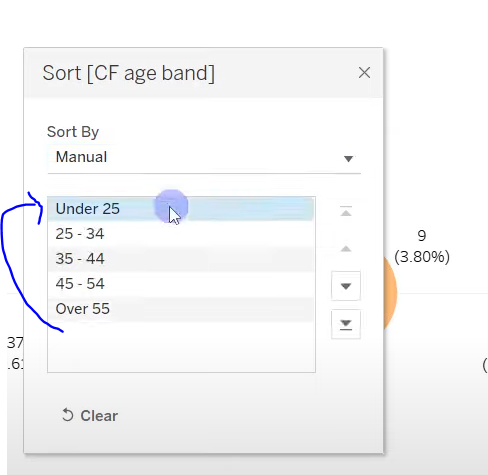 Sort [CF age band]
Sort By
Manual
Under 25
25 - 34
35 - 44
45 - 54
Over 55
Clear
9
(3.80%)
37